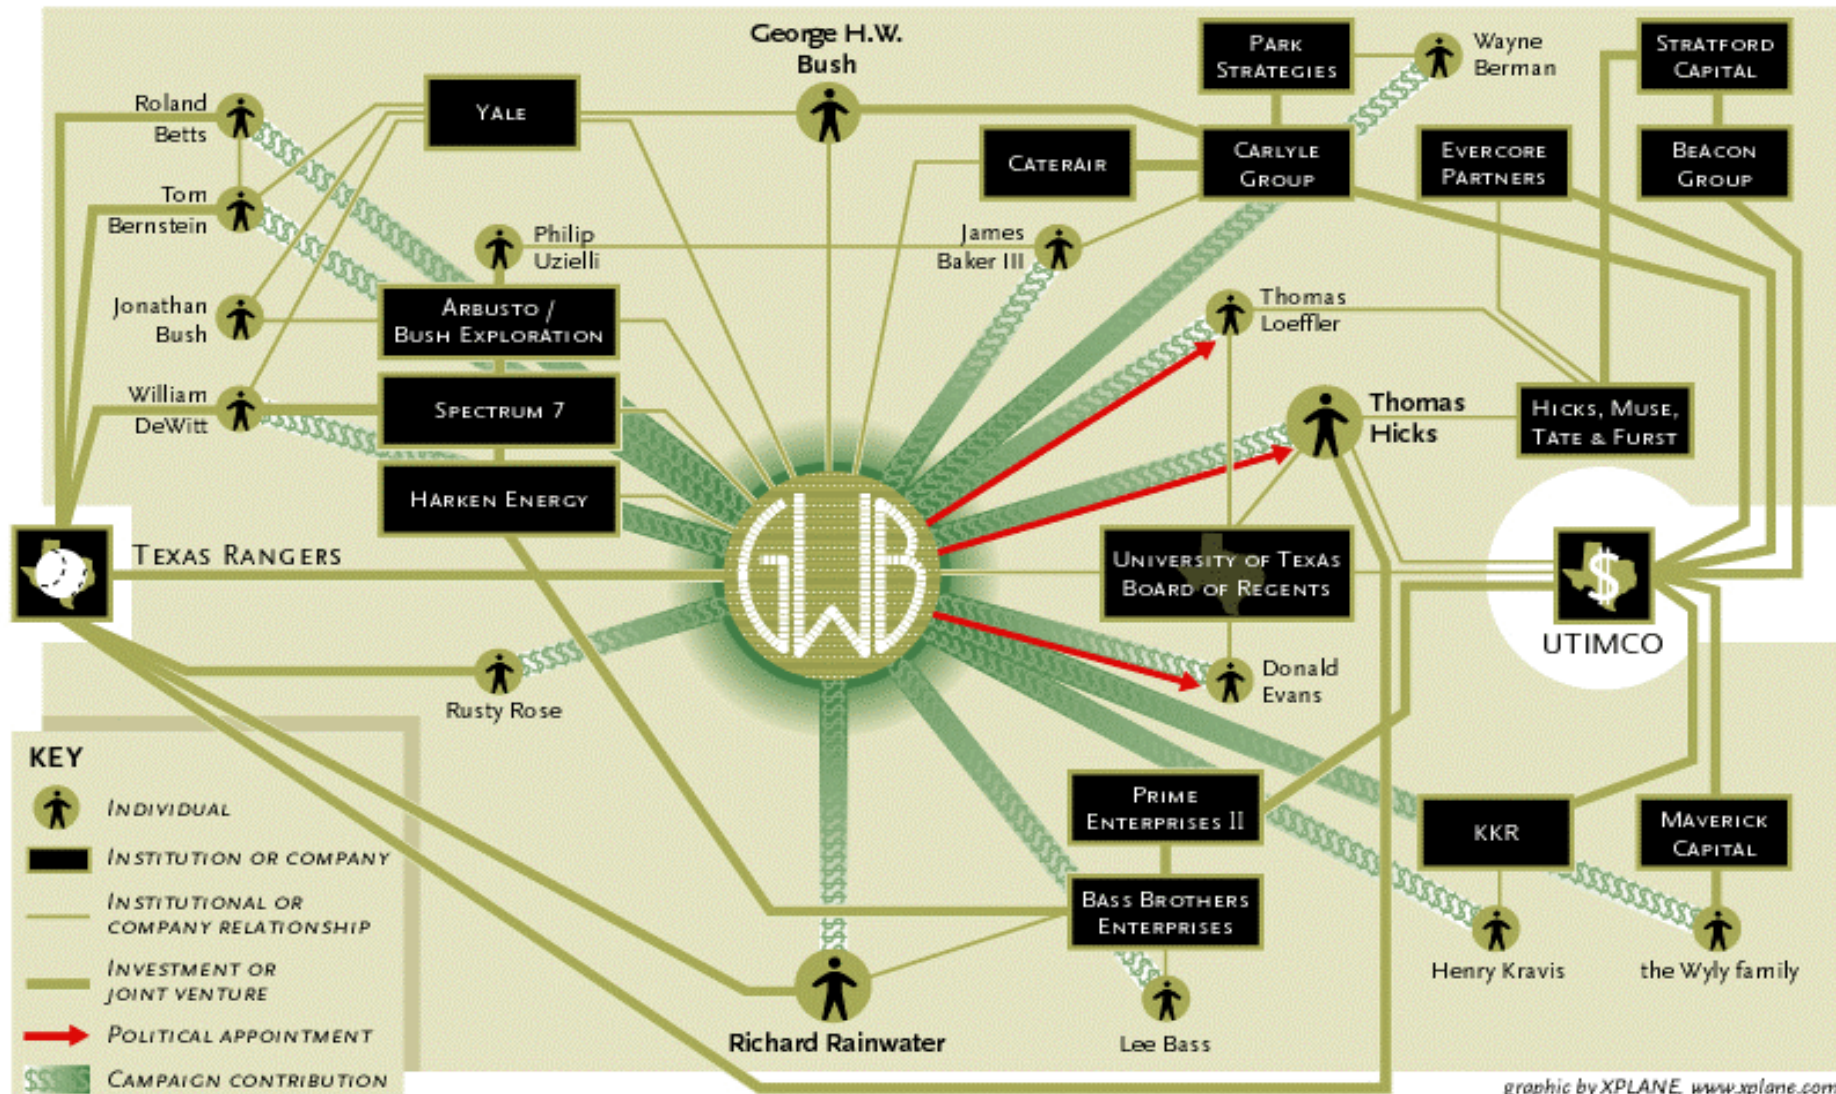 George H.W.
Bush
PARK
STRATEGIES
Wayne
Berman
STRATFORD
CAPITAL
Roland
Betts
YALE
CATERAIR
CARLYLE
GROUP
EVERCORE
PARTNERS
BEACON
GROUP
Tom
Bernstein
Philip
Uzielli
James
Baker III
Jonathan
Bush
ARBUSTO /
BUSH EXPLORATION
Thomas
Loeffler
William
DeWitt
SPECTRUM 7
Thomas
Hicks
HICKS, MUSE,
TATE & FURST
HARKEN ENERGY
TEXAS RANGERS
GWB
UNIVERSITY OF TEXAS
BOARD OF REGENTS
$
UTIMCO
Rusty Rose
Donald
Evans
KEY
INDIVIDUAL
INSTITUTION OR COMPANY
INSTITUTIONAL OR
COMPANY RELATIONSHIP
INVESTMENT OR
JOINT VENTURE
POLITICAL APPOINTMENT
$$$$ CAMPAIGN CONTRIBUTION
PRIME
ENTERPRISES II
KKR
MAVERICK
CAPITAL
BASS BROTHERS
ENTERPRISES
Henry Kravis
the Wyly family
Richard Rainwater
Lee Bass
graphic by XPLANE www.xplane.com